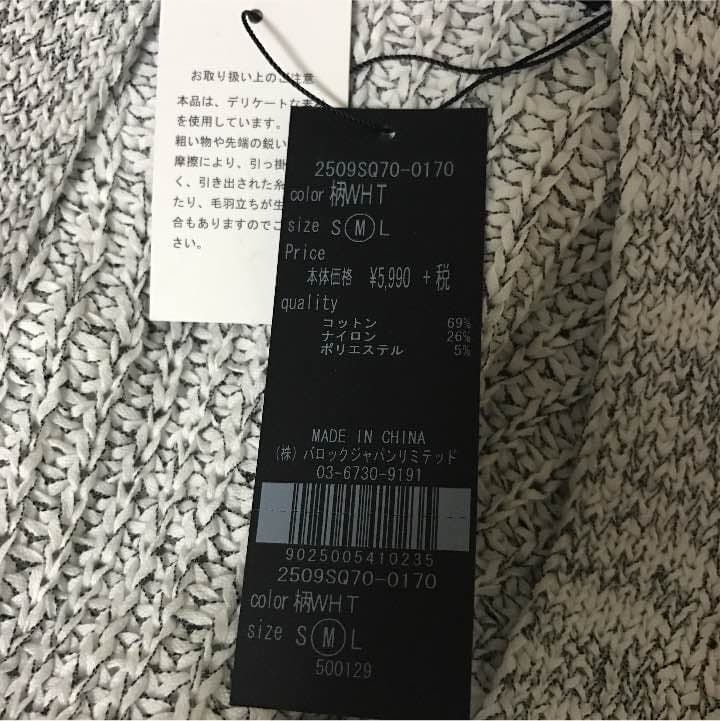 お取り扱い上のご注意
本品は、デリケートな素
を使用しています。
粗い物や先端の鋭い
摩擦により、引っ掛
く、引き出された糸
たり、毛羽立ちが生
合もありますのでご
さい。
2509SQ70-0170
color 柄WHT
size S M L
Price
本体価格 ¥5,990 +税
quality
コットン 69%
ナイロン 26%
ポリエステル 5%
MADE IN CHINA
(株) バロックジャパンリミテッド
03-6730-9191
9025005410235
2509SQ70-0170
color 柄WHT
size S M L
500129